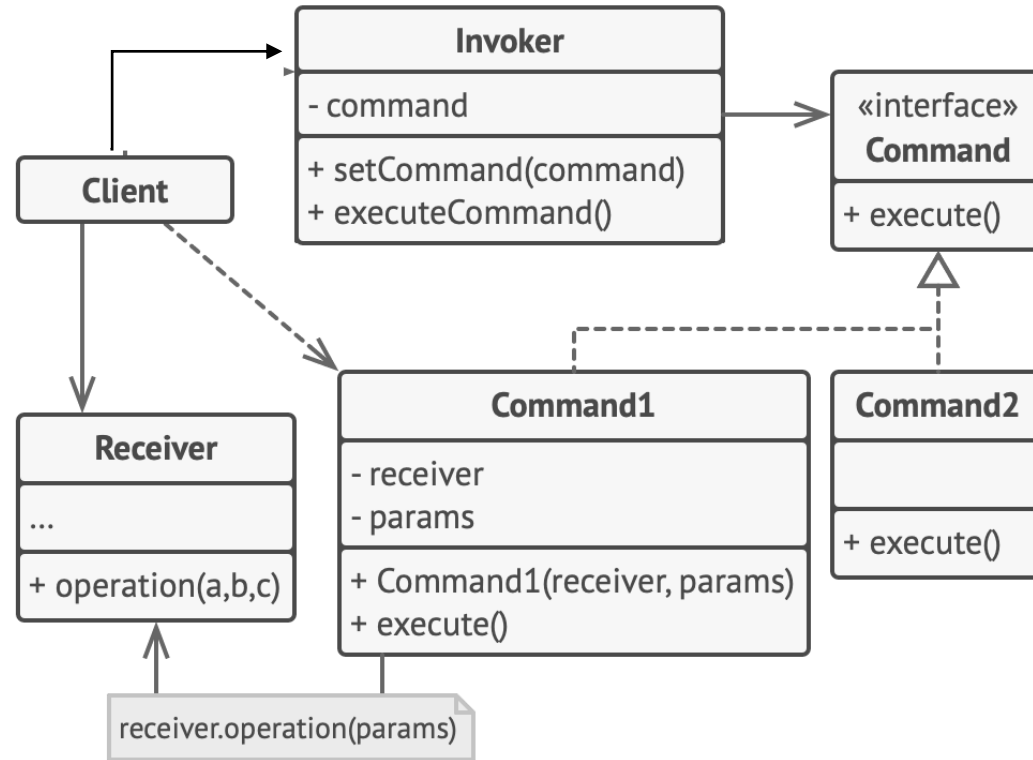 Invoker
- command
+ setCommand(command)
+ executeCommand()
«interface»
Command
+ execute()
Client
Receiver
...
+ operation(a,b,c)
Command1
- receiver
- params
+ Command1(receiver, params)
+ execute()
Command2
+ execute()
receiver.operation(params)